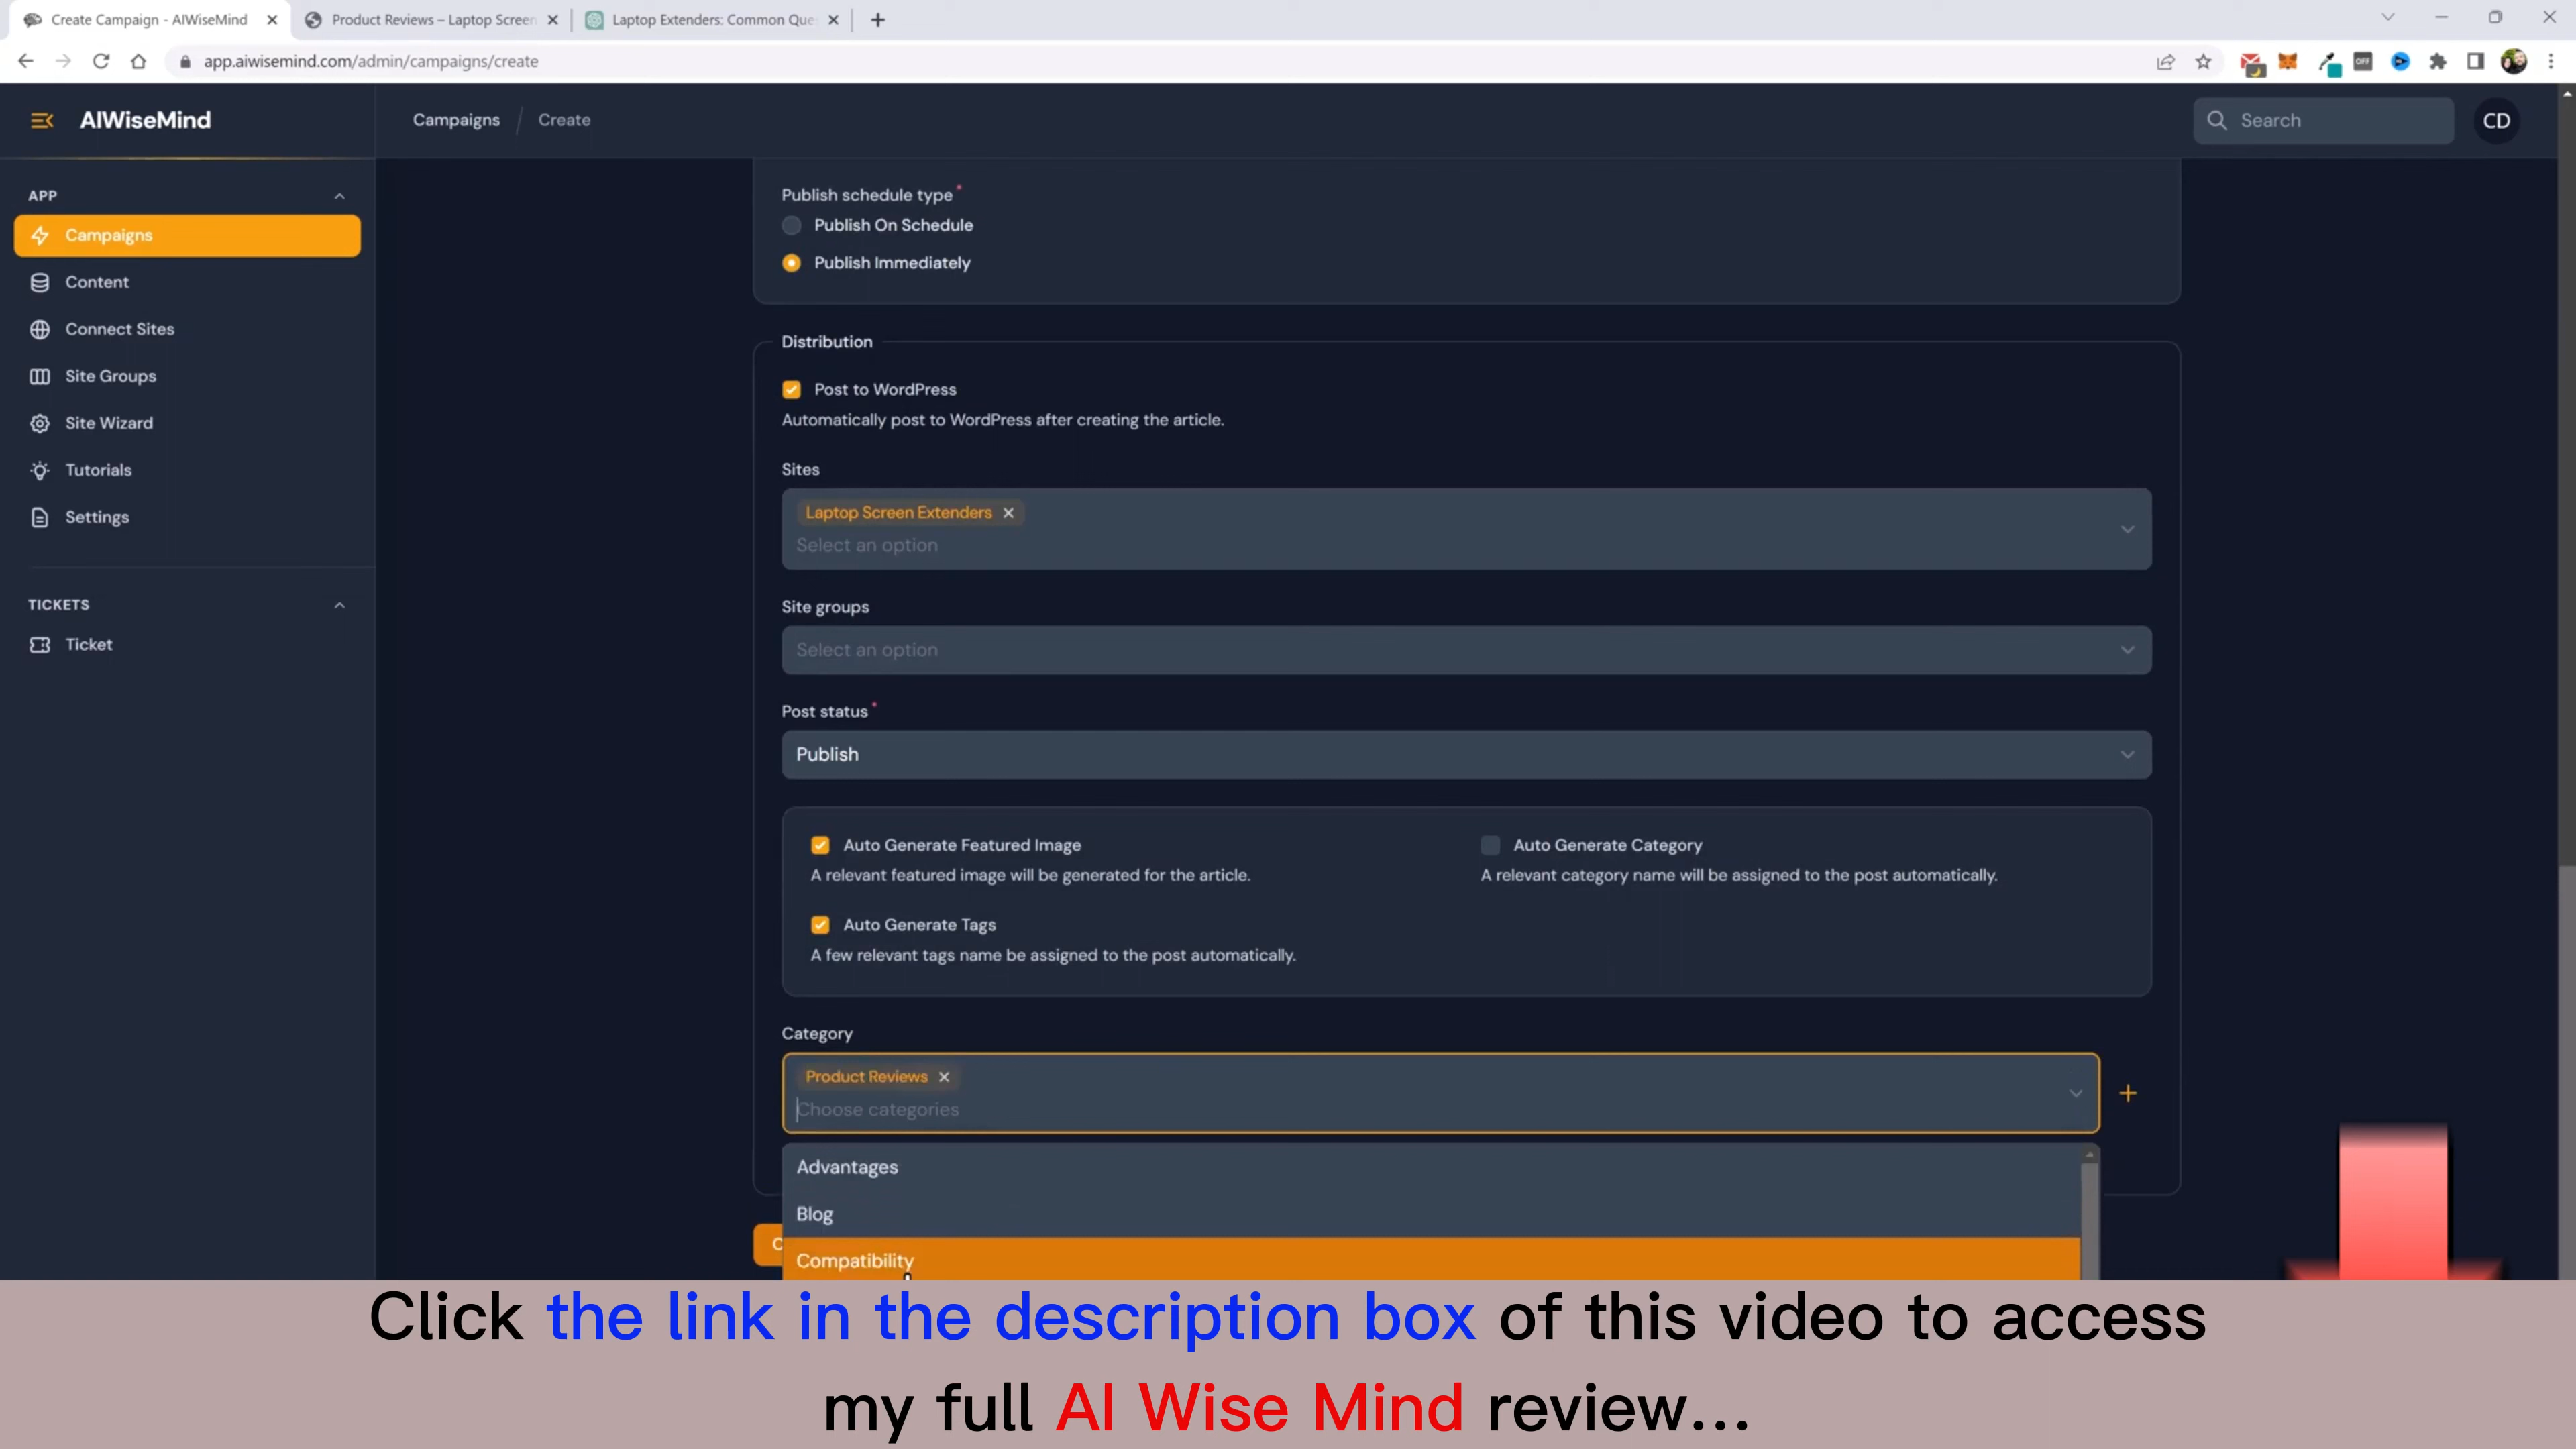 Create Campaign - AIWiseMind
Product Reviews – Laptop Screen
Laptop Extenders: Common Que
app.aiwisemind.com/admin/campaigns/create
OFF
AIWiseMind
Campaigns / Create
Search
CD
APP
Campaigns
Content
Connect Sites
Site Groups
Site Wizard
Tutorials
Settings
TICKETS
Ticket
Publish schedule type*
Publish On Schedule
Publish Immediately
Distribution
Post to WordPress
Automatically post to WordPress after creating the article.
Sites
Laptop Screen Extenders
Select an option
Site groups
Select an option
Post status*
Publish
Auto Generate Featured Image
A relevant featured image will be generated for the article.
Auto Generate Category
A relevant category name will be assigned to the post automatically.
Auto Generate Tags
A few relevant tags name be assigned to the post automatically.
Category
Product Reviews
Choose categories
Advantages
Blog
Compatibility
Click the link in the description box of this video to access
my full AI Wise Mind review...